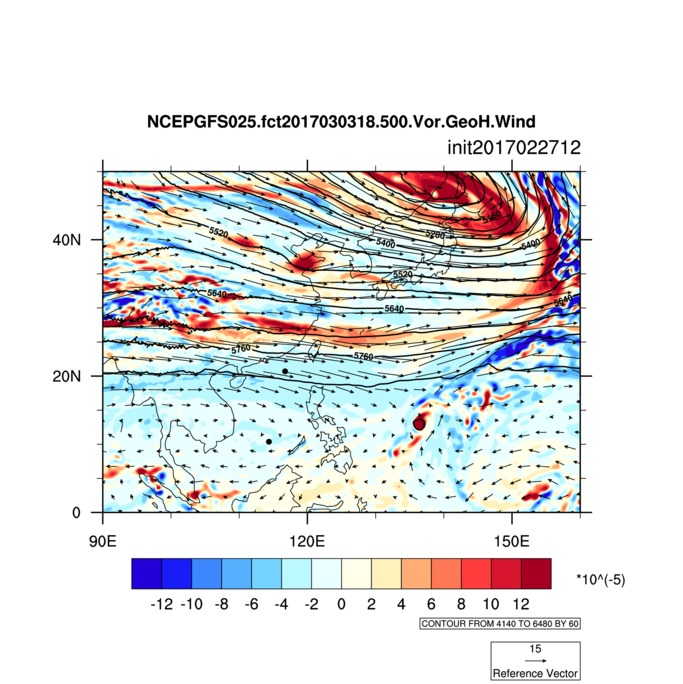 NCEPGFS025.fct2017030318.500.Vor.GeoH.Wind
init2017022712
40N
20N
0
90E
120E
150E
5520
5400
5280
5400
5520
5640
5640
5640
5760
5760
-12 -10 -8 -6 -4 -2 0 2 4 6 8 10 12
*10^(-5)
CONTOUR FROM 4140 TO 6480 BY 60
15
Reference Vector